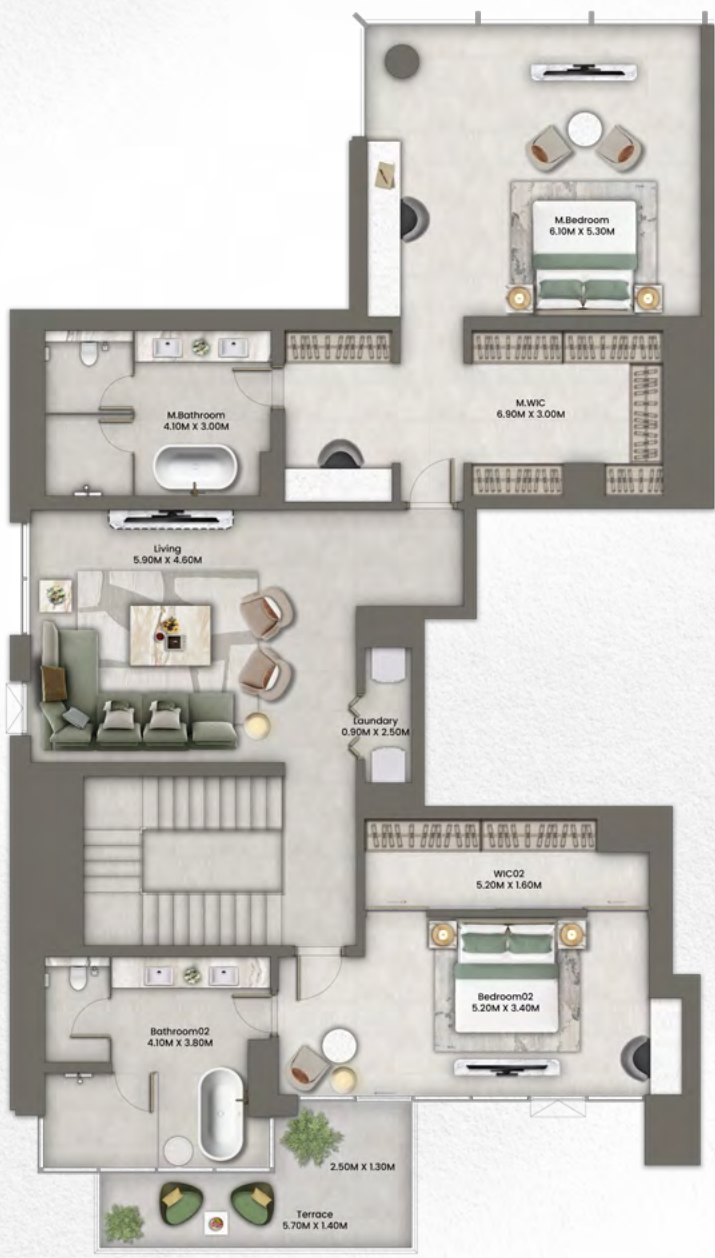 M.Bedroom
6.10M X 5.30M
M.Bathroom
4.10M X 3.00M
M.WIC
6.90M X 3.00M
Living
5.90M X 4.60M
Laundary
0.90M X 2.50M
WIC02
5.20M X 1.60M
Bedroom02
5.20M X 3.40M
Bathroom02
4.10M X 3.80M
2.50M X 1.30M
Terrace
5.70M X 1.40M